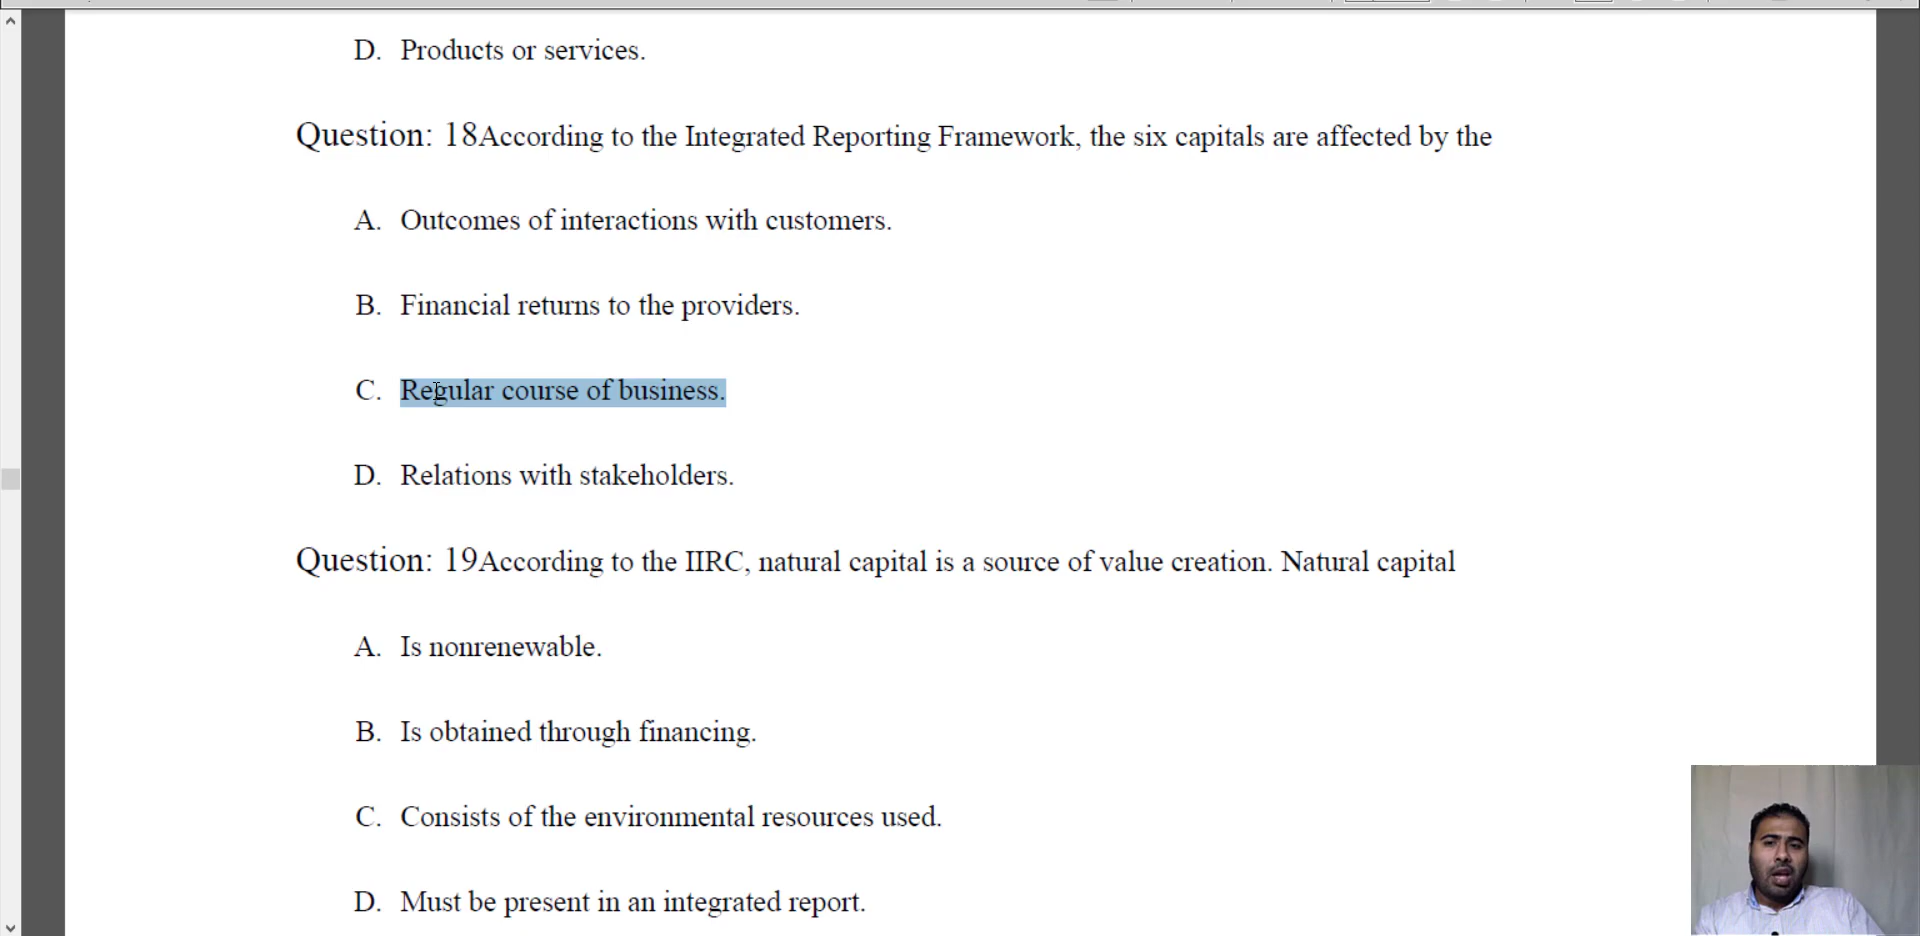 D. Products or services.
Question: 18According to the Integrated Reporting Framework, the six capitals are affected by the
A. Outcomes of interactions with customers.
B. Financial returns to the providers.
C. Regular course of business.
D. Relations with stakeholders.
Question: 19According to the IIRC, natural capital is a source of value creation. Natural capital
A. Is nonrenewable.
B. Is obtained through financing.
C. Consists of the environmental resources used.
D. Must be present in an integrated report.